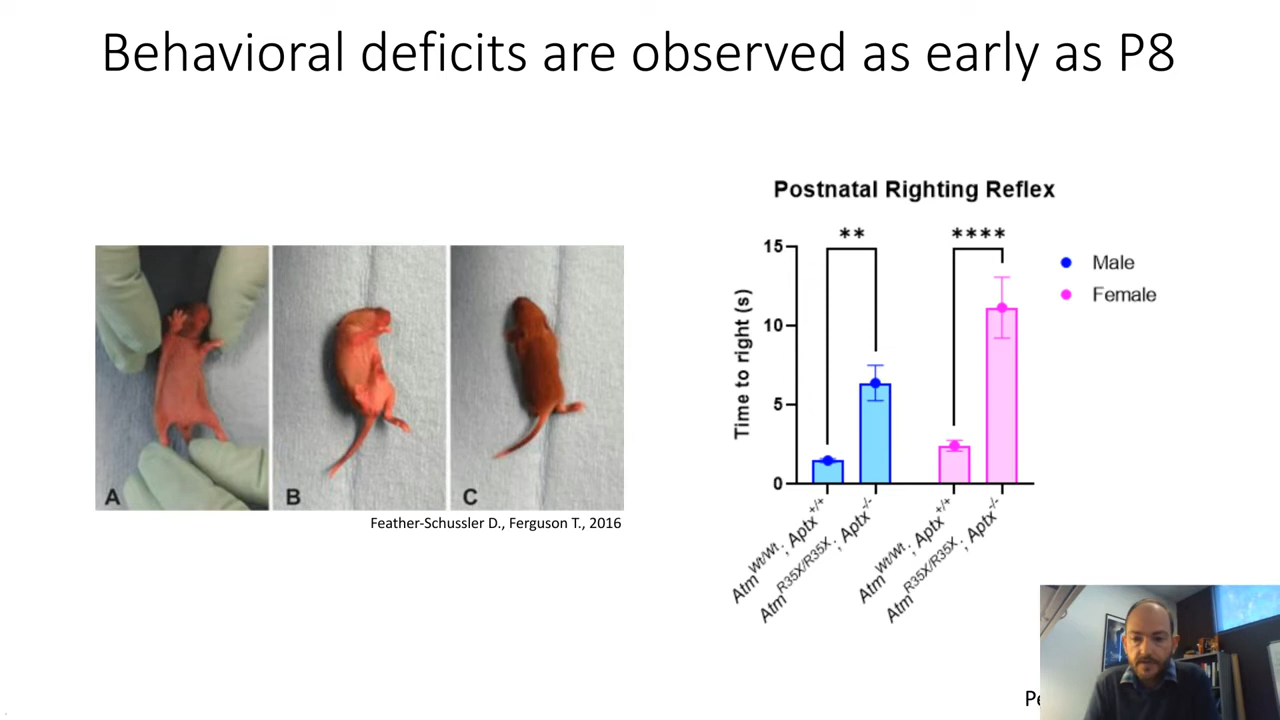 Behavioral deficits are observed as early as P8
A
B
C
Feather-Schussler D., Ferguson T., 2016
Postnatal Righting Reflex
**
****
Time to right (s)
15
10
5
0
Male
Female
Atm^Wt/Wt; Aptx^+/+
Atm^R35X/R35X; Aptx^-/-
Atm^Wt/Wt; Aptx^+/+
Atm^R35X/R35X; Aptx^-/-